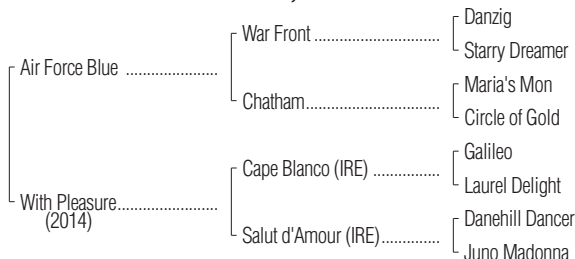 Danzig
War Front ..............................
Starry Dreamer
Air Force Blue ......................
Maria's Mon
Chatham................................
Circle of Gold
Galileo
Cape Blanco (IRE) ................
Laurel Delight
With Pleasure........................
(2014)
Danehill Dancer
Salut d'Amour (IRE)..............
Juno Madonna